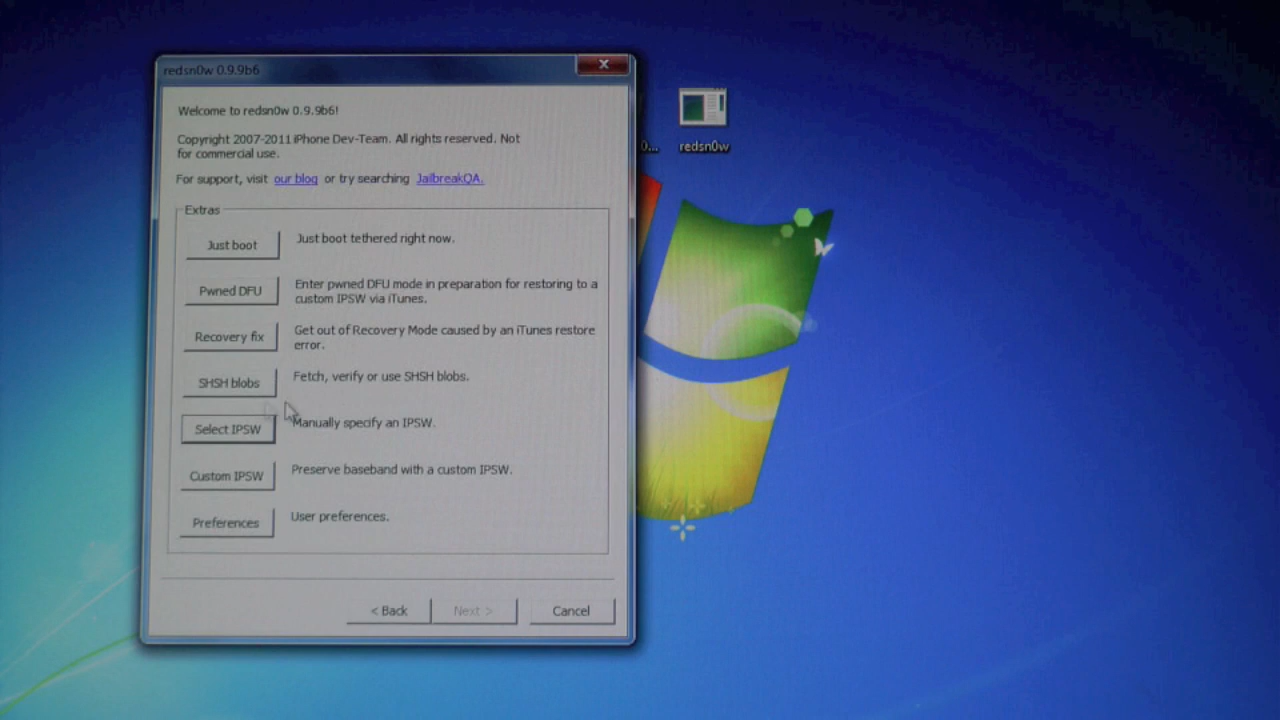 redsn0w 0.9.9b6
Welcome to redsn0w 0.9.9b6!
Copyright 2007-2011 iPhone Dev-Team. All rights reserved. Not
for commercial use.
For support, visit our blog or try searching JailbreakQA.
Extras
Just boot Just boot tethered right now.
Pwned DFU Enter pwned DFU mode in preparation for restoring to a
custom IPSW via iTunes.
Recovery fix Get out of Recovery Mode caused by an iTunes restore
error.
SHSH blobs Fetch, verify or use SHSH blobs.
Select IPSW Manually specify an IPSW.
Custom IPSW Preserve baseband with a custom IPSW.
Preferences User preferences.
< Back Next > Cancel
0...
redsn0w